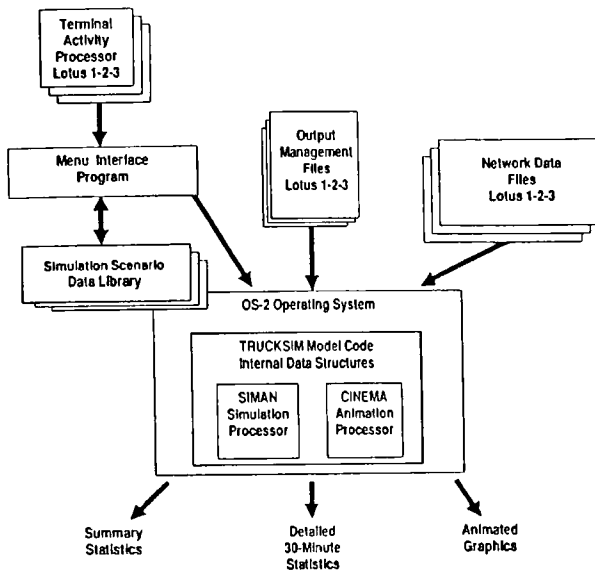 Terminal
Activity
Processor
Lotus 1-2-3
Menu Interface
Program
Output
Management
Files
Lotus 1-2-3
Network Data
Files
Lotus 1-2-3
Simulation Scenario
Data Library
OS-2 Operating System
TRUCKSIM Model Code
Internal Data Structures
SIMAN
Simulation
Processor
CINEMA
Animation
Processor
Summary
Statistics
Detailed
30-Minute
Statistics
Animated
Graphics